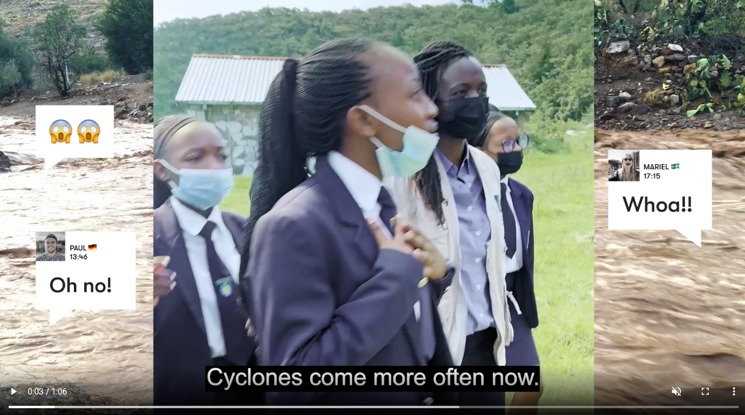 PAUL
13:46
Oh no!
MARIEL
17:15
Whoa!!
Cyclones come more often now.
0:03 / 1:06